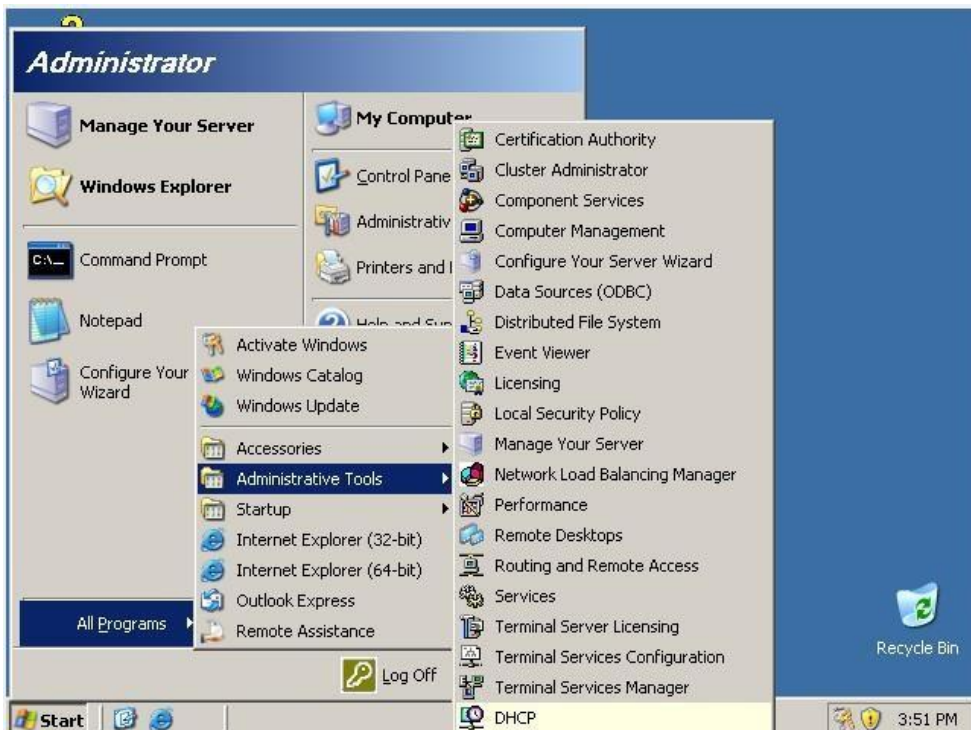 Administrator
Manage Your Server
Windows Explorer
C:\_
Command Prompt
Notepad
Configure Your
Wizard
My Computer
Control Pane
Administrativ
Printers and
Help and Sup
Activate Windows
Windows Catalog
Windows Update
Accessories
Administrative Tools
Startup
Internet Explorer (32-bit)
Internet Explorer (64-bit)
Outlook Express
Remote Assistance
Certification Authority
Cluster Administrator
Component Services
Computer Management
Configure Your Server Wizard
Data Sources (ODBC)
Distributed File System
Event Viewer
Licensing
Local Security Policy
Manage Your Server
Network Load Balancing Manager
Performance
Remote Desktops
Routing and Remote Access
Services
Terminal Server Licensing
Terminal Services Configuration
Terminal Services Manager
DHCP
All Programs
Log Off
Recycle Bin
Start
3:51 PM